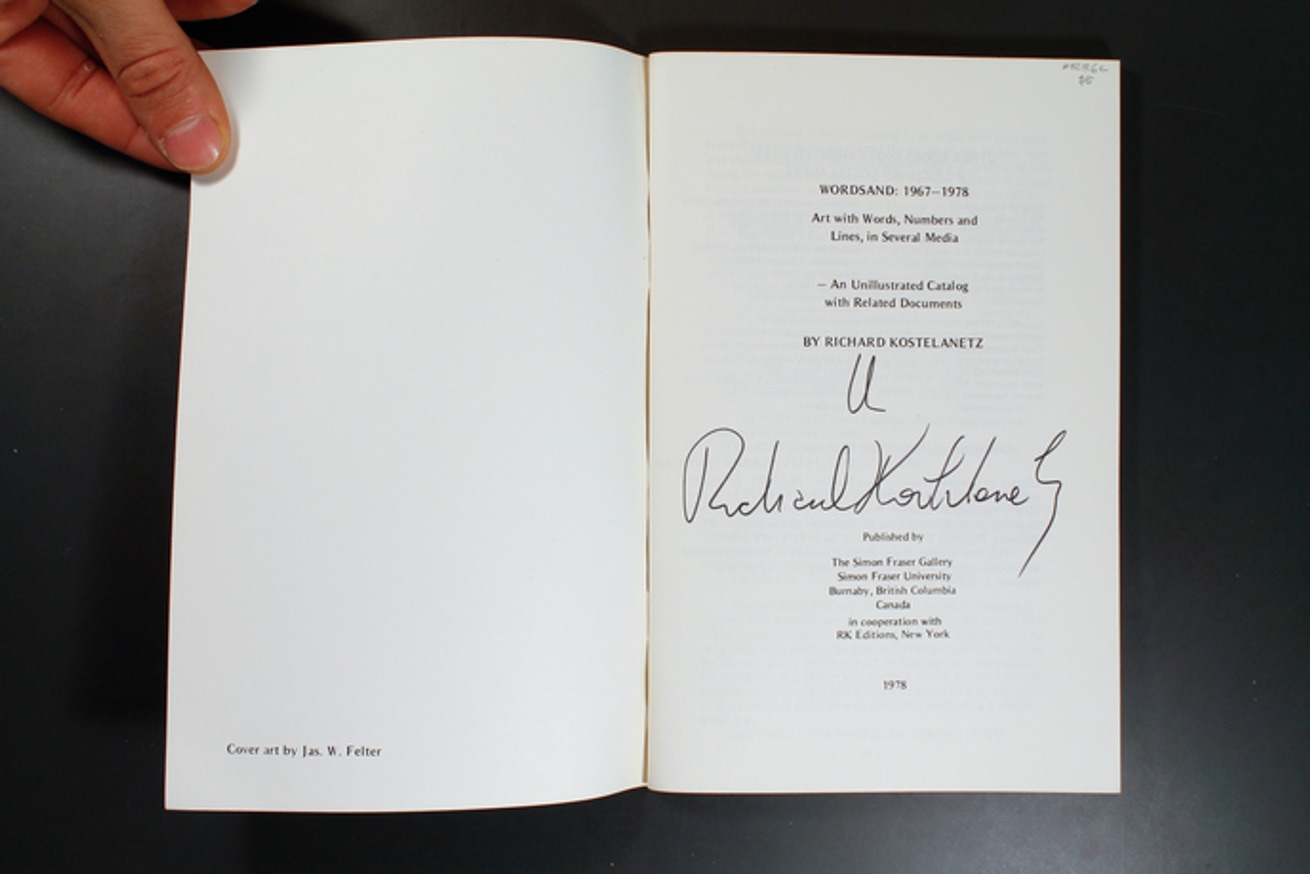 Cover art by Jas. W. Felter
WORDSAND: 1967–1978
Art with Words, Numbers and
Lines, in Several Media
— An Unillustrated Catalog
with Related Documents
BY RICHARD KOSTELANETZ
Richard Kostelanetz
Published by
The Simon Fraser Gallery
Simon Fraser University
Burnaby, British Columbia
Canada
in cooperation with
RK Editions, New York
1978